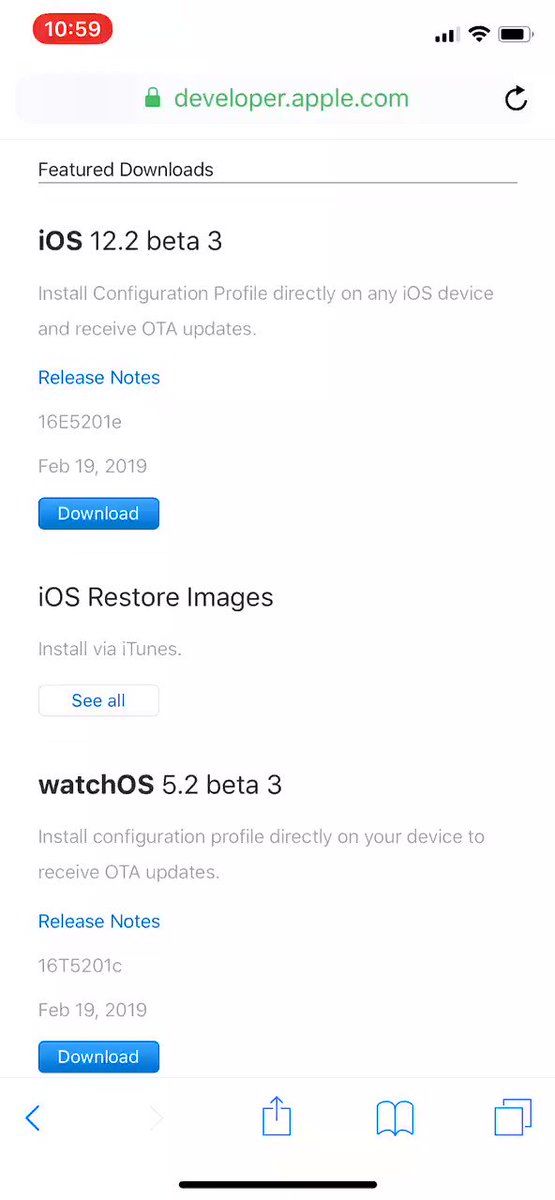 10:59
developer.apple.com
Featured Downloads
iOS 12.2 beta 3
Install Configuration Profile directly on any iOS device
and receive OTA updates.
Release Notes
16E5201e
Feb 19, 2019
Download
iOS Restore Images
Install via iTunes.
See all
watchOS 5.2 beta 3
Install configuration profile directly on your device to
receive OTA updates.
Release Notes
16T5201c
Feb 19, 2019
Download